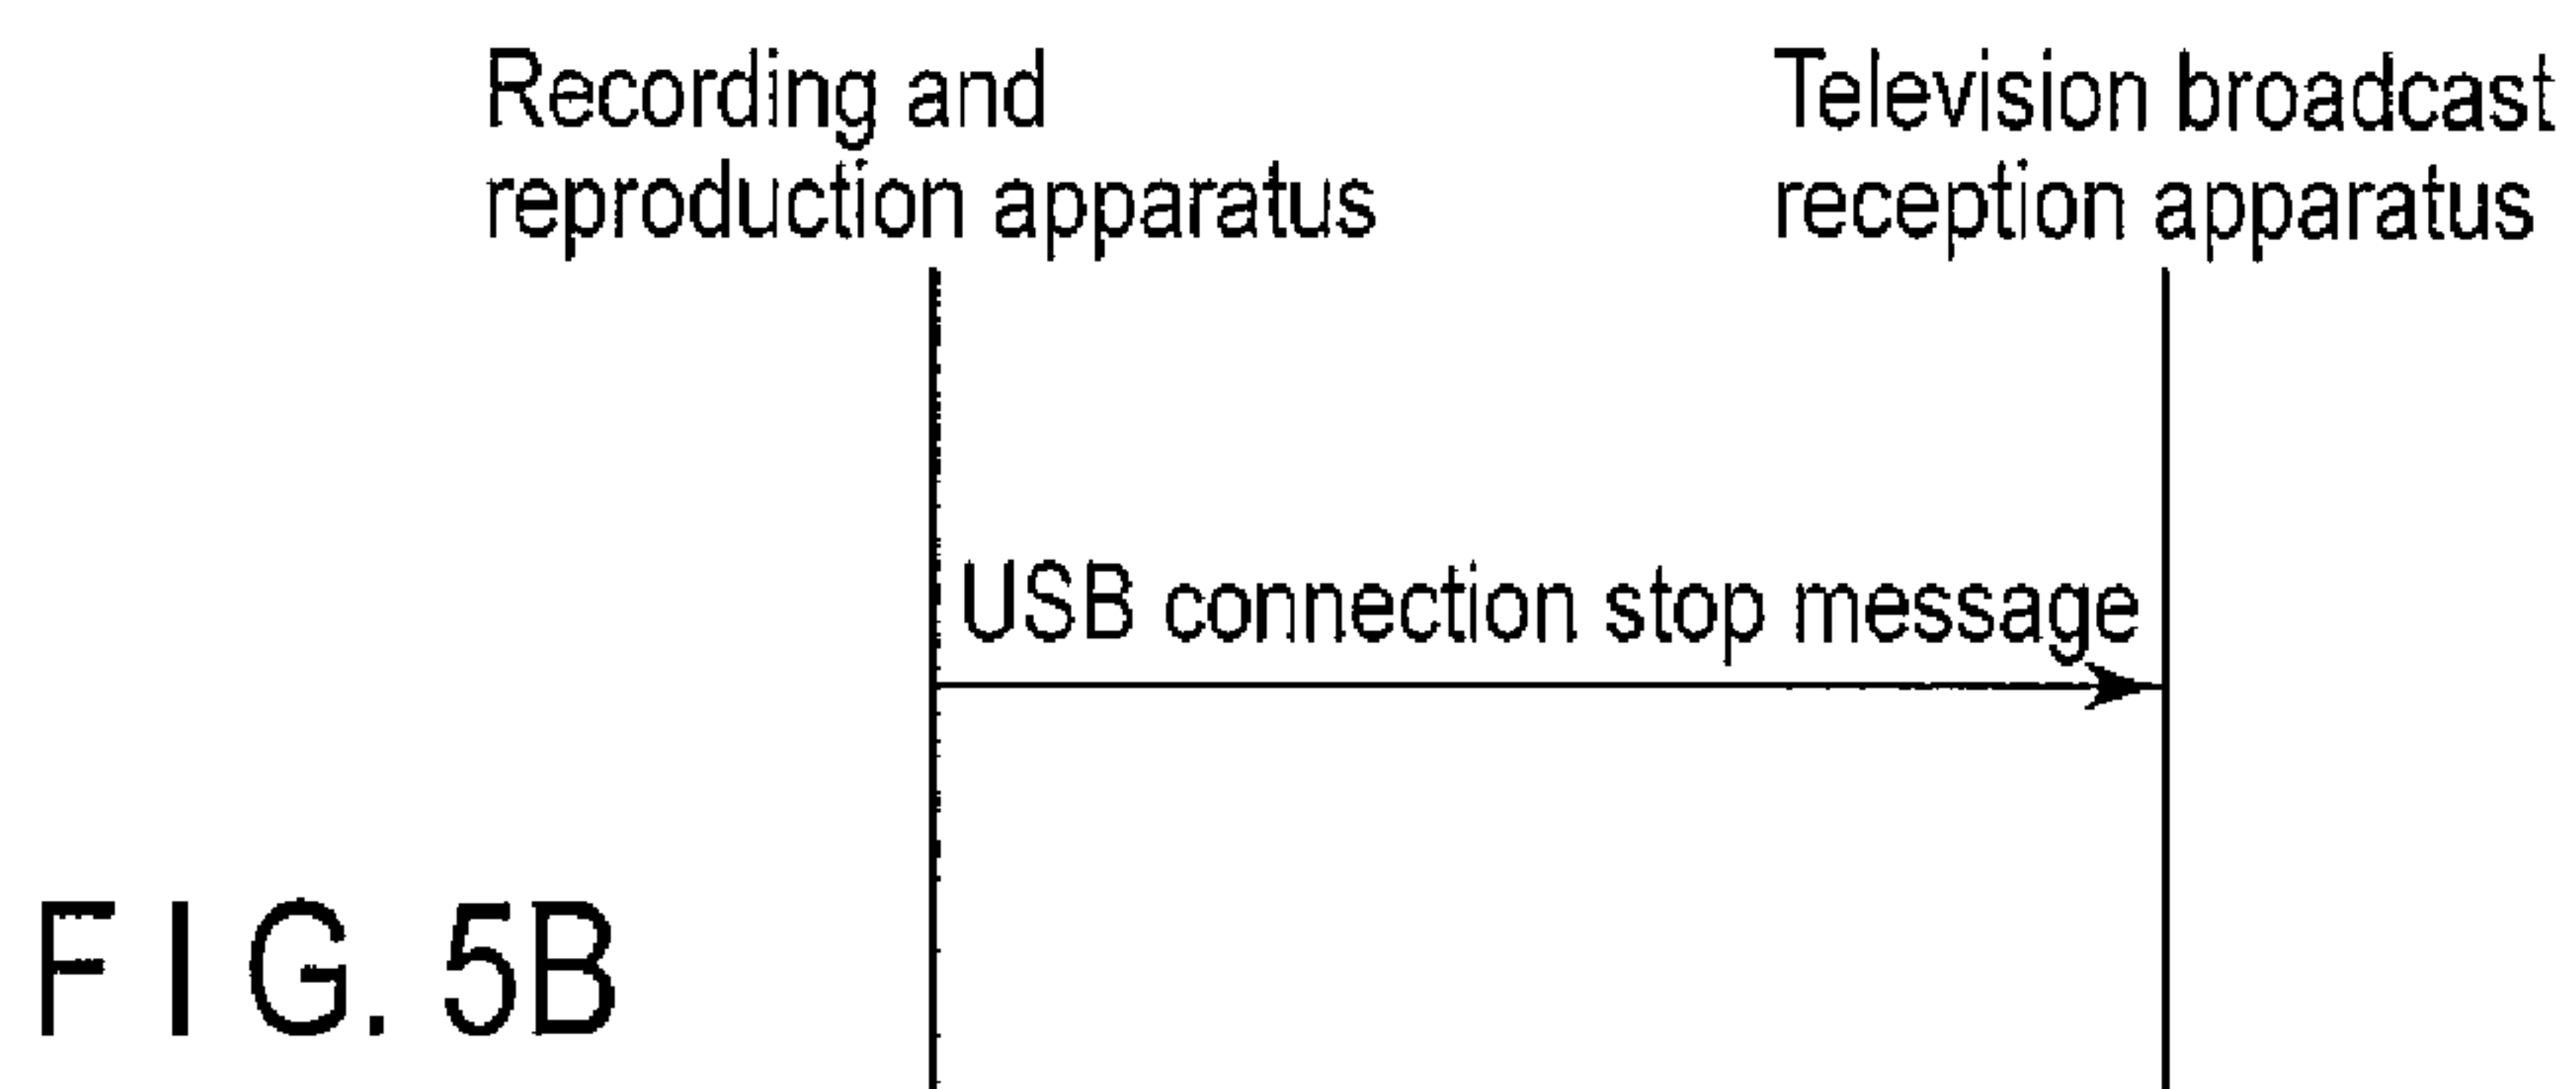 Recording and
reproduction apparatus
Television broadcast
reception apparatus
USB connection stop message
FIG. 5B